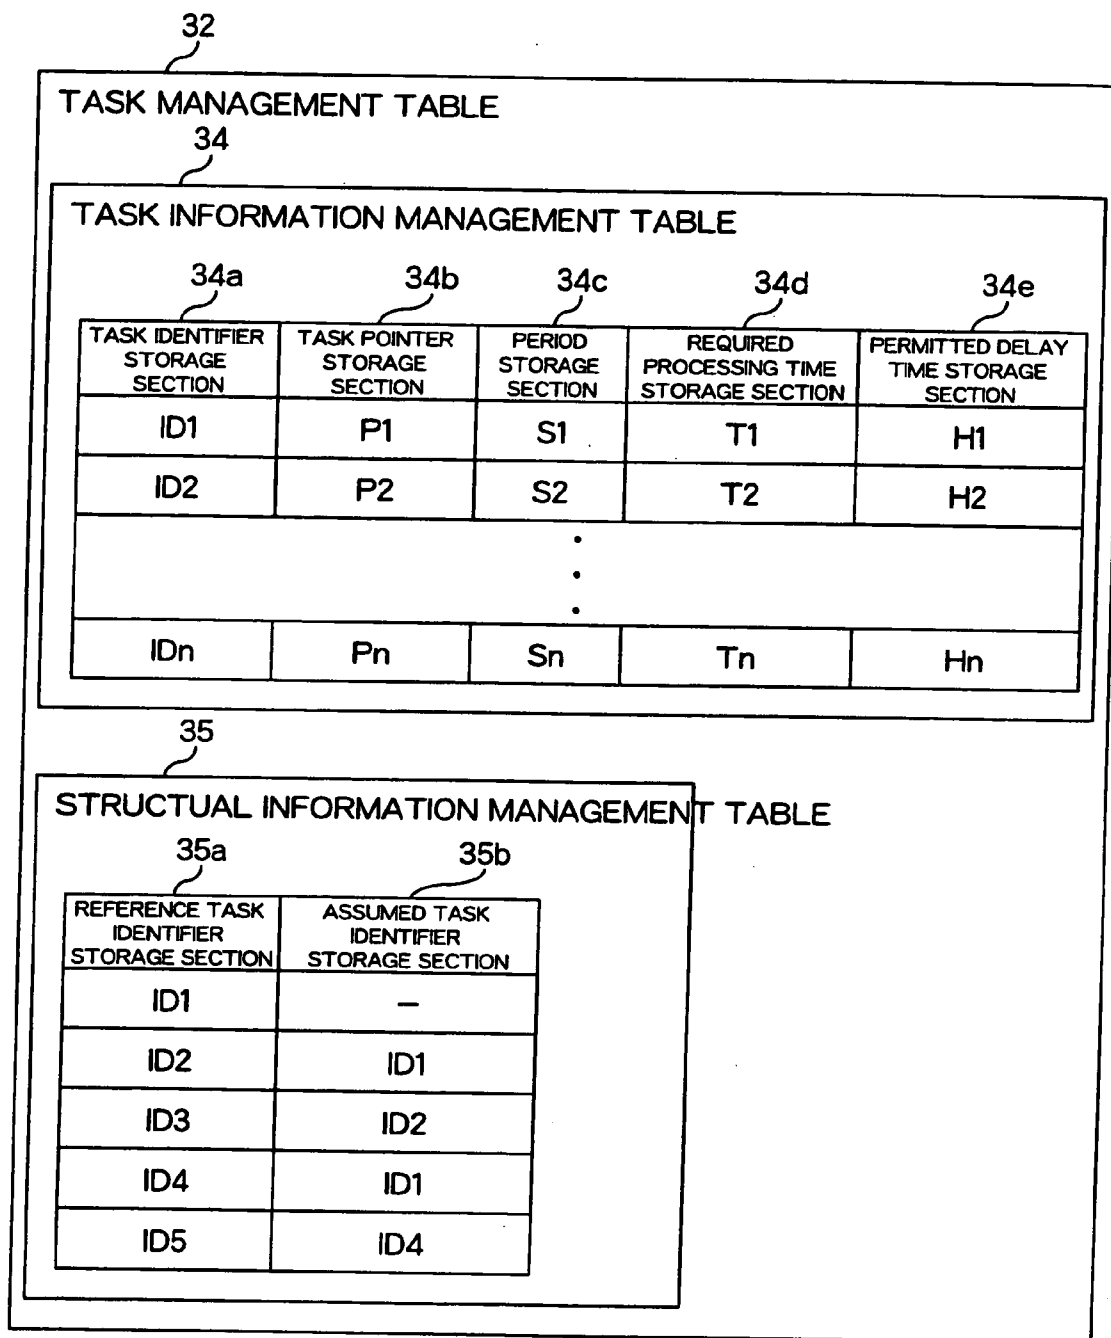 32
TASK MANAGEMENT TABLE
34
TASK INFORMATION MANAGEMENT TABLE
34a 34b 34c 34d 34e
TASK IDENTIFIER STORAGE SECTION
TASK POINTER STORAGE SECTION
PERIOD STORAGE SECTION
REQUIRED PROCESSING TIME STORAGE SECTION
PERMITTED DELAY TIME STORAGE SECTION
ID1 P1 S1 T1 H1
ID2 P2 S2 T2 H2
IDn Pn Sn Tn Hn
35
STRUCTUAL INFORMATION MANAGEMENT TABLE
35a 35b
REFERENCE TASK IDENTIFIER STORAGE SECTION
ASSUMED TASK IDENTIFIER STORAGE SECTION
ID1 –
ID2 ID1
ID3 ID2
ID4 ID1
ID5 ID4